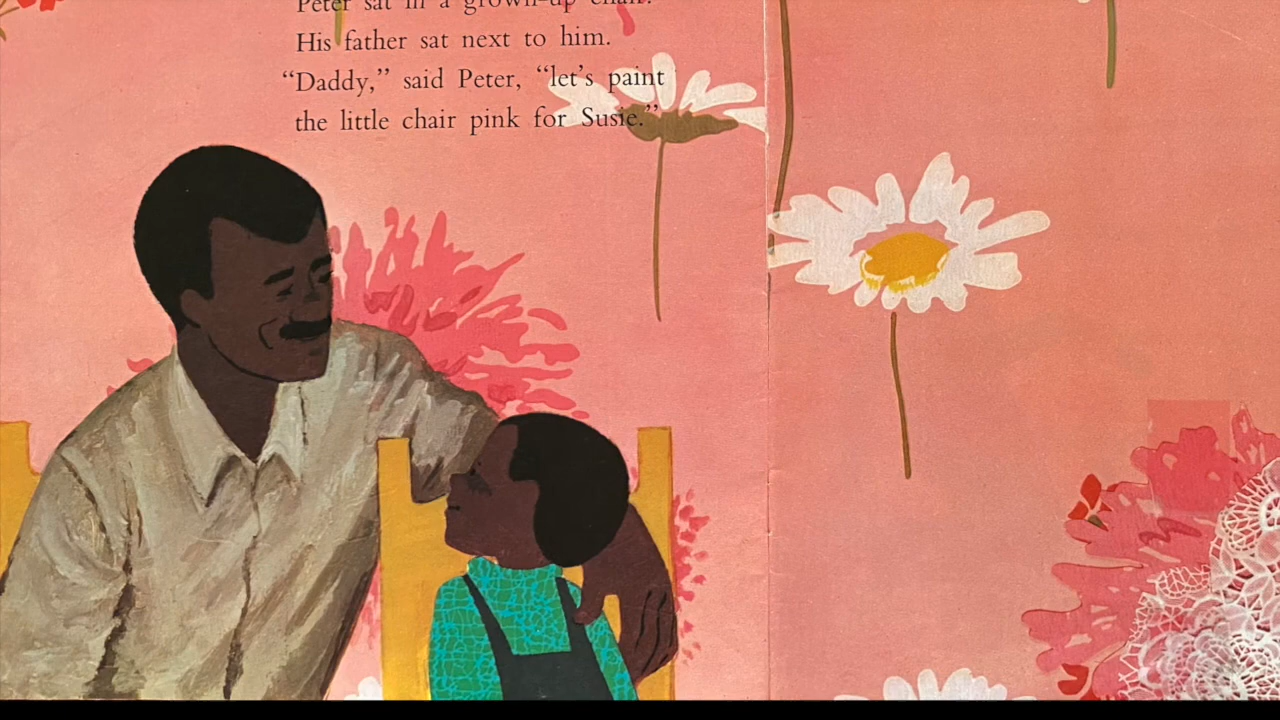 Peter sat in a grown-up chair.
His father sat next to him.
“Daddy,” said Peter, “let’s paint
the little chair pink for Susie.”